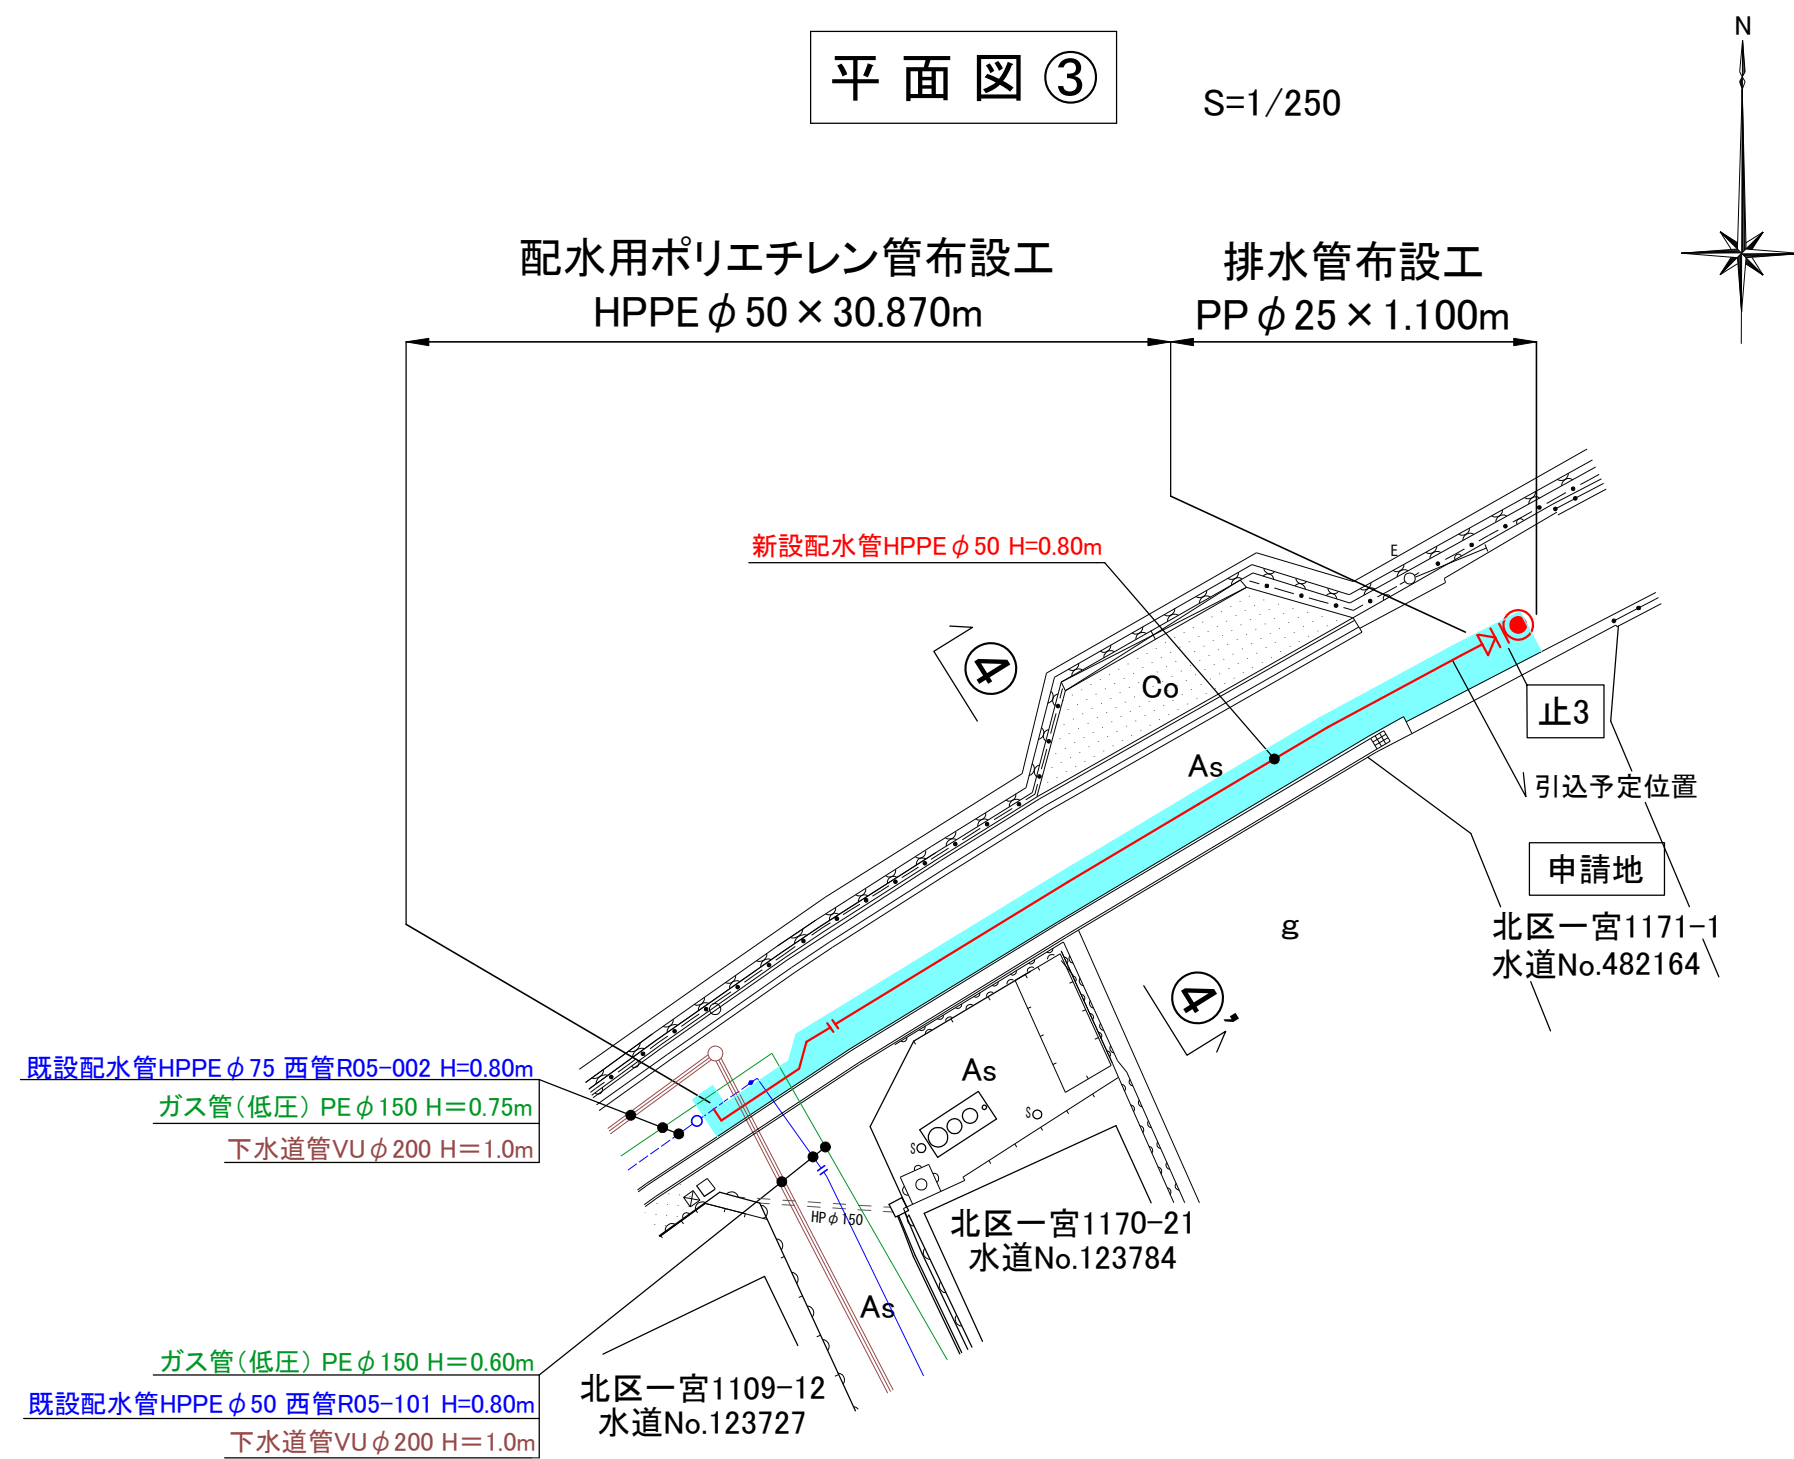 平面図③
S=1/250
N
配水用ポリエチレン管布設工
HPPEφ50×30.870m
排水管布設工
PPφ25×1.100m
新設配水管HPPEφ50 H=0.80m
E
④
Co
As
止3
引込予定位置
申請地
北区一宮1171-1
水道No.482164
g
④'
既設配水管HPPEφ75 西管R05-002 H=0.80m
ガス管(低圧) PEφ150 H=0.75m
下水道管VUφ200 H=1.0m
As
S
S
HPφ150
北区一宮1170-21
水道No.123784
As
ガス管(低圧) PEφ150 H=0.60m
既設配水管HPPEφ50 西管R05-101 H=0.80m
下水道管VUφ200 H=1.0m
北区一宮1109-12
水道No.123727